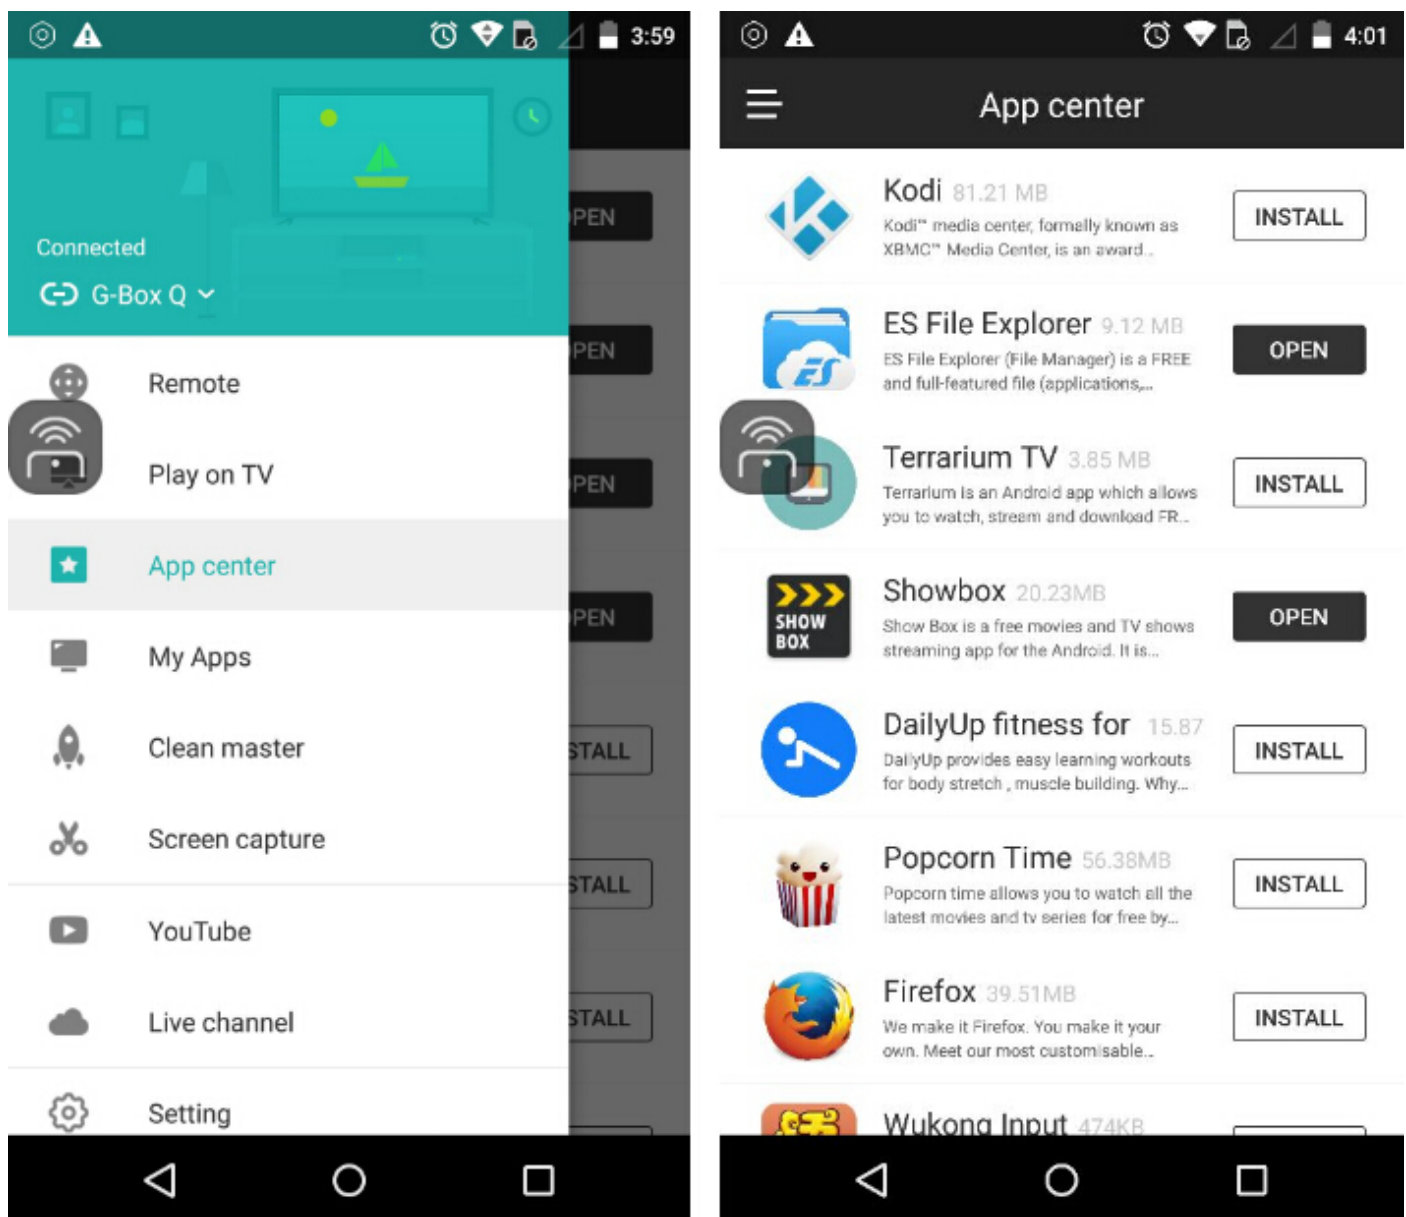 3:59
Connected
G-Box Q
Remote
Play on TV
App center
My Apps
Clean master
Screen capture
YouTube
Live channel
Setting
OPEN
PEN
PEN
PEN
STALL
STALL
STALL
4:01
App center
Kodi 81.21 MB
Kodi™ media center, formally known as
XBMC™ Media Center, is an award...
INSTALL
ES File Explorer 9.12 MB
ES File Explorer (File Manager) is a FREE
and full-featured file (applications,...
OPEN
Terrarium TV 3.85 MB
Terrarium is an Android app which allows
you to watch, stream and download FR...
INSTALL
SHOW
BOX
Showbox 20.23MB
Show Box is a free movies and TV shows
streaming app for the Android. It is...
OPEN
DailyUp fitness for 15.87
DailyUp provides easy learning workouts
for body stretch , muscle building. Why...
INSTALL
Popcorn Time 56.38MB
Popcorn time allows you to watch all the
latest movies and tv series for free by...
INSTALL
Firefox 39.51MB
We make it Firefox. You make it your
own. Meet our most customisable...
INSTALL
Wukong Input 474KB